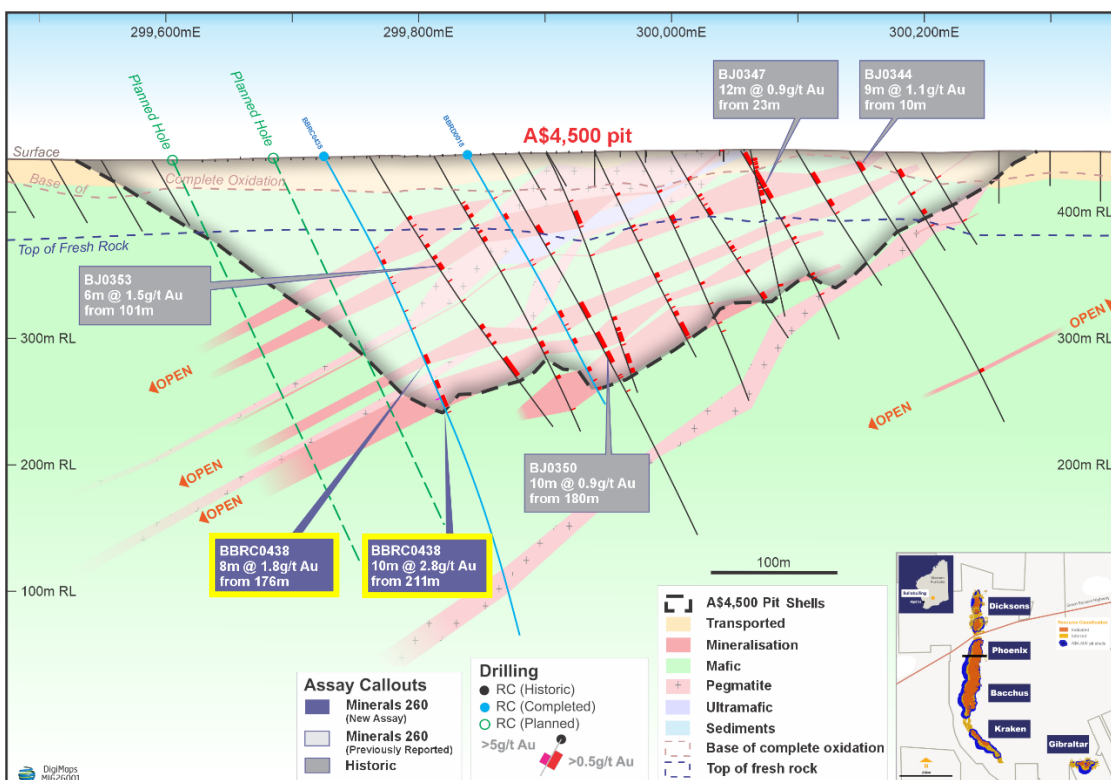 299,600mE
299,800mE
300,000mE
300,200mE
Planned Hole
Planned Hole
BBRC0438
A$4,500 pit
BJ0347
12m @ 0.9g/t Au
from 23m
BJ0344
9m @ 1.1g/t Au
from 10m
Surface
Base of Complete Oxidation
Top of Fresh Rock
400m RL
BJ0353
6m @ 1.5g/t Au
from 101m
300m RL
OPEN
300m RL
OPEN
OPEN
200m RL
OPEN
OPEN
200m RL
BJ0350
10m @ 0.9g/t Au
from 180m
BBRC0438
8m @ 1.8g/t Au
from 176m
BBRC0438
10m @ 2.8g/t Au
from 211m
100m RL
100m
Assay Callouts
Minerals 260
(New Assay)
Minerals 260
(Previously Reported)
Historic
Drilling
RC (Historic)
RC (Completed)
RC (Planned)
>5g/t Au
>0.5g/t Au
A$4,500 Pit Shells
Transported
Mineralisation
Mafic
Pegmatite
Ultramafic
Sediments
Base of complete oxidation
Top of fresh rock
Dicksons
Phoenix
Bacchus
Kraken
Gibraltar
Resource Classification
Indicated
Inferred
DigiMaps